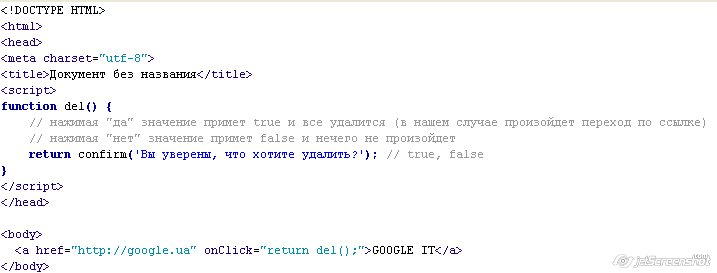 <!DOCTYPE HTML>
<html>
<head>
<meta charset="utf-8">
<title>Документ без названия</title>
<script>
function del() {
    // нажимая "да" значение примет true и все удалится (в нашем случае произойдет переход по ссылке)
    // нажимая "нет" значение примет false и нечего не произойдет
    return confirm('Вы уверены, что хотите удалить?'); // true, false
}
</script>
</head>
<body>
  <a href="http://google.ua" onClick="return del();">GOOGLE IT</a>
</body>
jetScreenshot